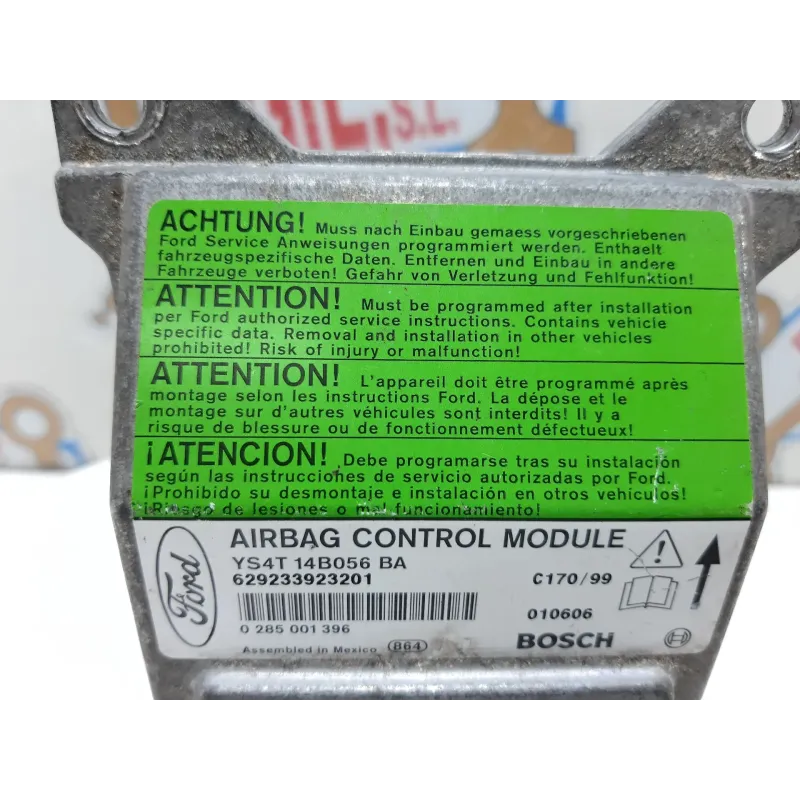 S.L.
ACHTUNG! Muss nach Einbau gemaess vorgeschriebenen
Ford Service Anweisungen programmiert werden. Enthaelt
fahrzeugspezifische Daten. Entfernen und Einbau in andere
Fahrzeuge verboten! Gefahr von Verletzung und Fehlfunktion!
ATTENTION! Must be programmed after installation
per Ford authorized service instructions. Contains vehicle
specific data. Removal and installation in other vehicles
prohibited! Risk of injury or malfunction!
ATTENTION! L'appareil doit être programmé après
montage selon les instructions Ford. La dépose et le
montage sur d'autres véhicules sont interdits! Il y a
risque de blessure ou de fonctionnement défectueux!
¡ATENCION! Debe programarse tras su instalación
según las instrucciones de servicio autorizadas por Ford.
¡Prohibido su desmontaje e instalación en otros vehículos!
¡Riesgo de lesiones o mal funcionamiento!
Ford
AIRBAG CONTROL MODULE
YS4T 14B056 BA
629233923201
C170/99
010606
0 285 001 396
Assembled in Mexico 864
BOSCH